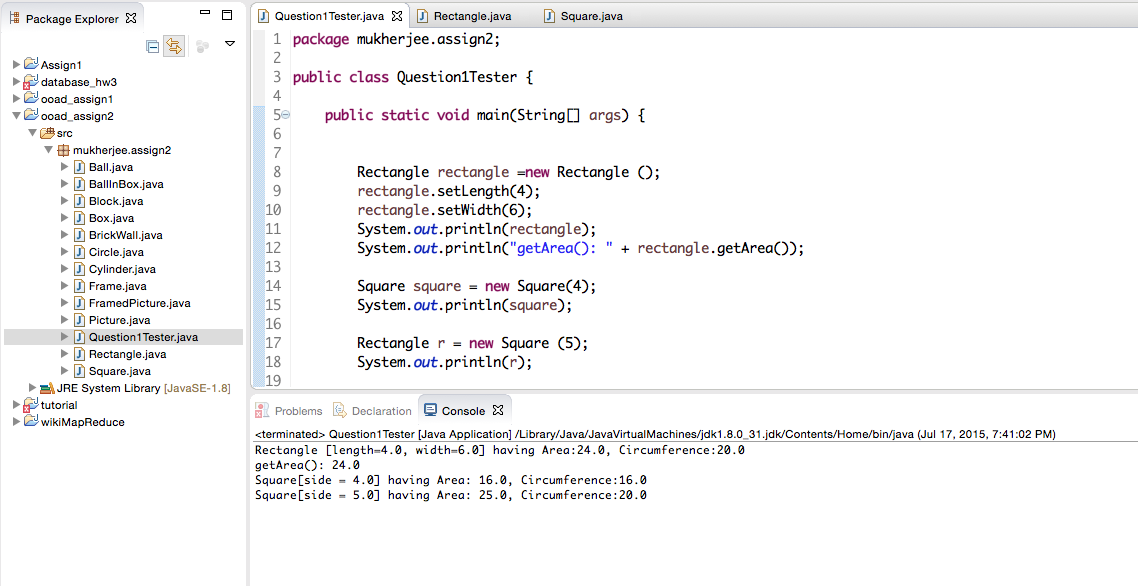 Package Explorer
Assign1
database_hw3
ooad_assign1
ooad_assign2
src
mukherjee.assign2
Ball.java
BallInBox.java
Block.java
Box.java
BrickWall.java
Circle.java
Cylinder.java
Frame.java
FramedPicture.java
Picture.java
Question1Tester.java
Rectangle.java
Square.java
JRE System Library [JavaSE-1.8]
tutorial
wikiMapReduce
Question1Tester.java Rectangle.java Square.java
1 package mukherjee.assign2;
2
3 public class Question1Tester {
4
5 public static void main(String[] args) {
6
7
8 Rectangle rectangle =new Rectangle ();
9 rectangle.setLength(4);
10 rectangle.setWidth(6);
11 System.out.println(rectangle);
12 System.out.println("getArea(): " + rectangle.getArea());
13
14 Square square = new Square(4);
15 System.out.println(square);
16
17 Rectangle r = new Square (5);
18 System.out.println(r);
19
Problems Declaration Console
<terminated> Question1Tester [Java Application] /Library/Java/JavaVirtualMachines/jdk1.8.0_31.jdk/Contents/Home/bin/java (Jul 17, 2015, 7:41:02 PM)
Rectangle [length=4.0, width=6.0] having Area:24.0, Circumference:20.0
getArea(): 24.0
Square[side = 4.0] having Area: 16.0, Circumference:16.0
Square[side = 5.0] having Area: 25.0, Circumference:20.0